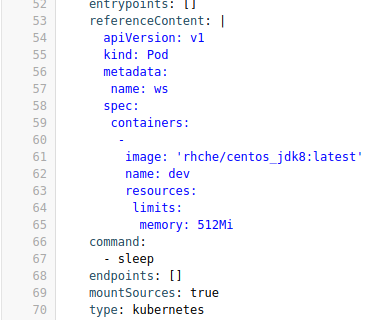 52 entrypoints: []
53 referenceContent: |
54 apiVersion: v1
55 kind: Pod
56 metadata:
57 name: ws
58 spec:
59 containers:
60 -
61 image: 'rhche/centos_jdk8:latest'
62 name: dev
63 resources:
64 limits:
65 memory: 512Mi
66 command:
67 - sleep
68 endpoints: []
69 mountSources: true
70 type: kubernetes